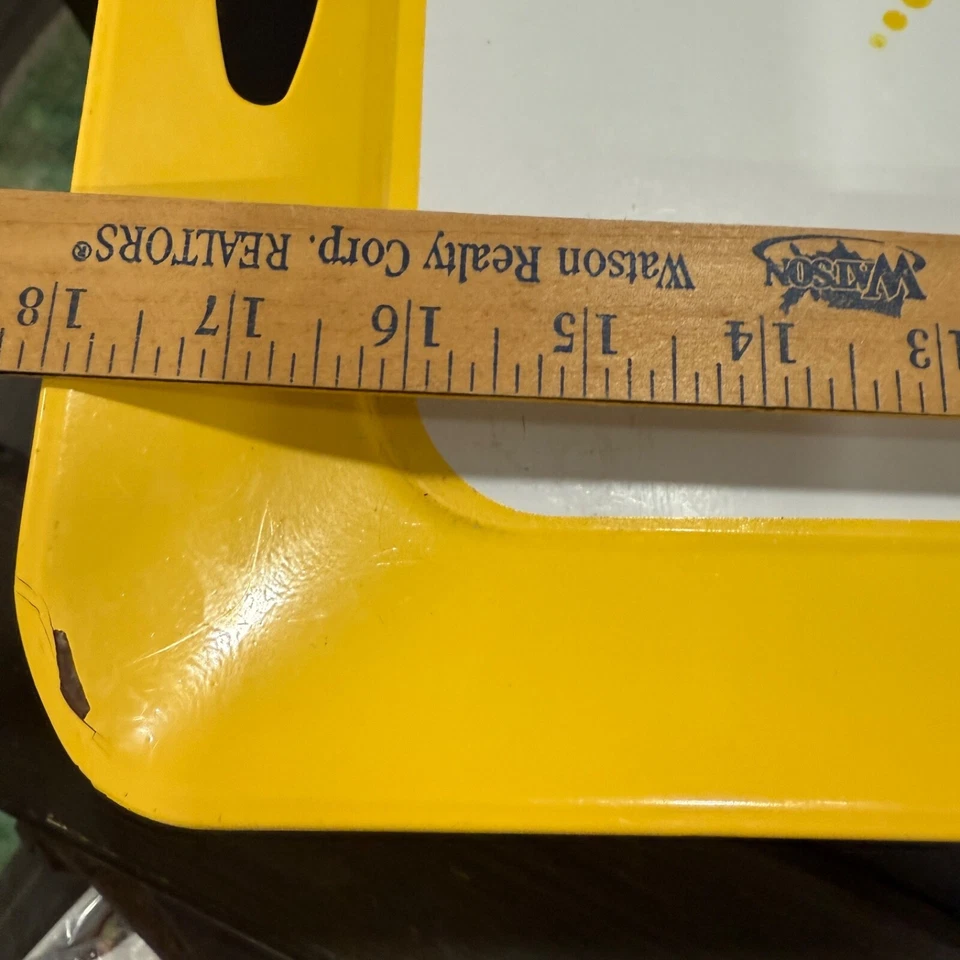 WATSON Watson Realty Corp. REALTORS®
13 14 15 16 17 18